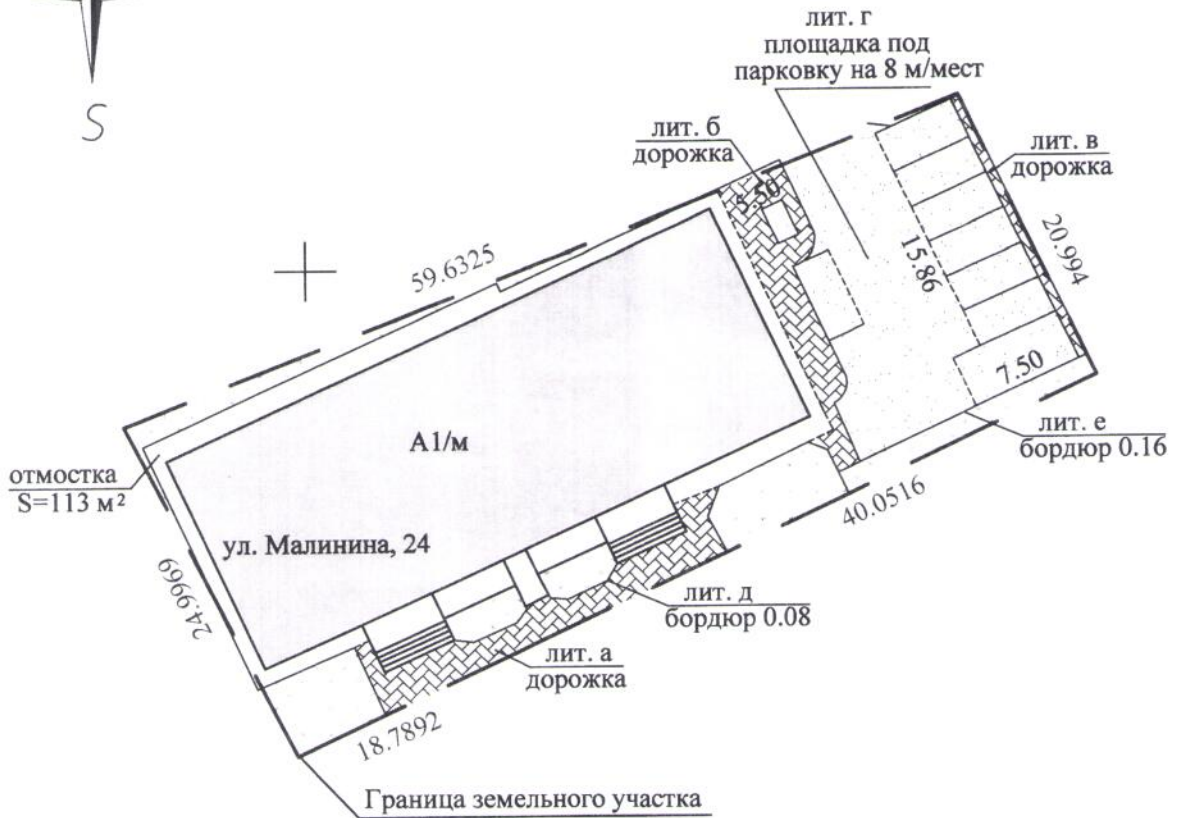 S
лит. г
площадка под
парковку на 8 м/мест
лит. б
дорожка
лит. в
дорожка
5.50
59.6325
15.86
20.994
7.50
A1/м
лит. е
бордюр 0.16
отмостка
S=113 м²
40.0516
ул. Малинина, 24
24.9969
лит. д
бордюр 0.08
лит. а
дорожка
18.7892
Граница земельного участка